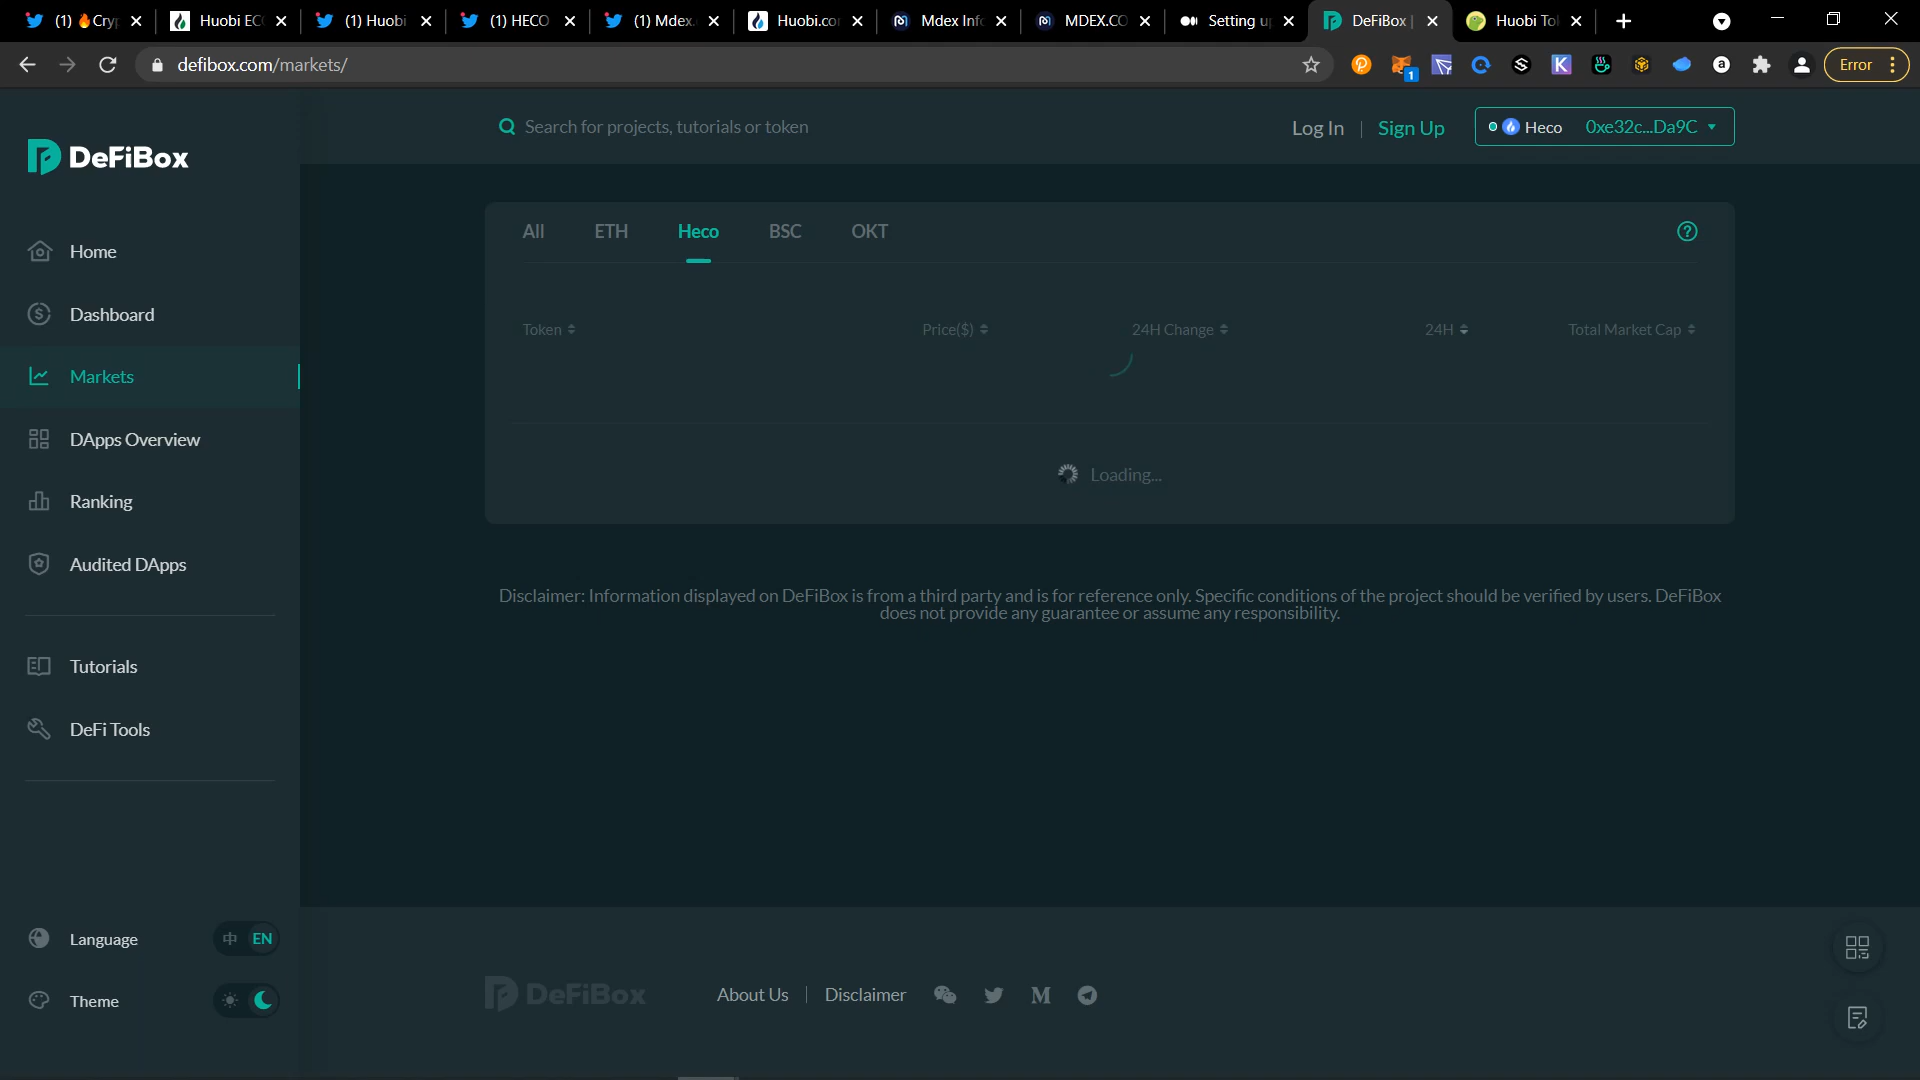 (1) 🔥Cryp
Huobi EC
(1) Huobi
(1) HECO
(1) Mdex.
Huobi.co
Mdex Inf
MDEX.CO
Setting u
DeFiBox |
Huobi To
defibox.com/markets/
1
Error
DeFiBox
Search for projects, tutorials or token
Log In | Sign Up
Heco 0xe32c...Da9C
Home
Dashboard
Markets
DApps Overview
Ranking
Audited DApps
Tutorials
DeFi Tools
Language 中 EN
Theme
All ETH Heco BSC OKT
Token Price($) 24H Change 24H Total Market Cap
Loading...
Disclaimer: Information displayed on DeFiBox is from a third party and is for reference only. Specific conditions of the project should be verified by users. DeFiBox
does not provide any guarantee or assume any responsibility.
DeFiBox
About Us | Disclaimer